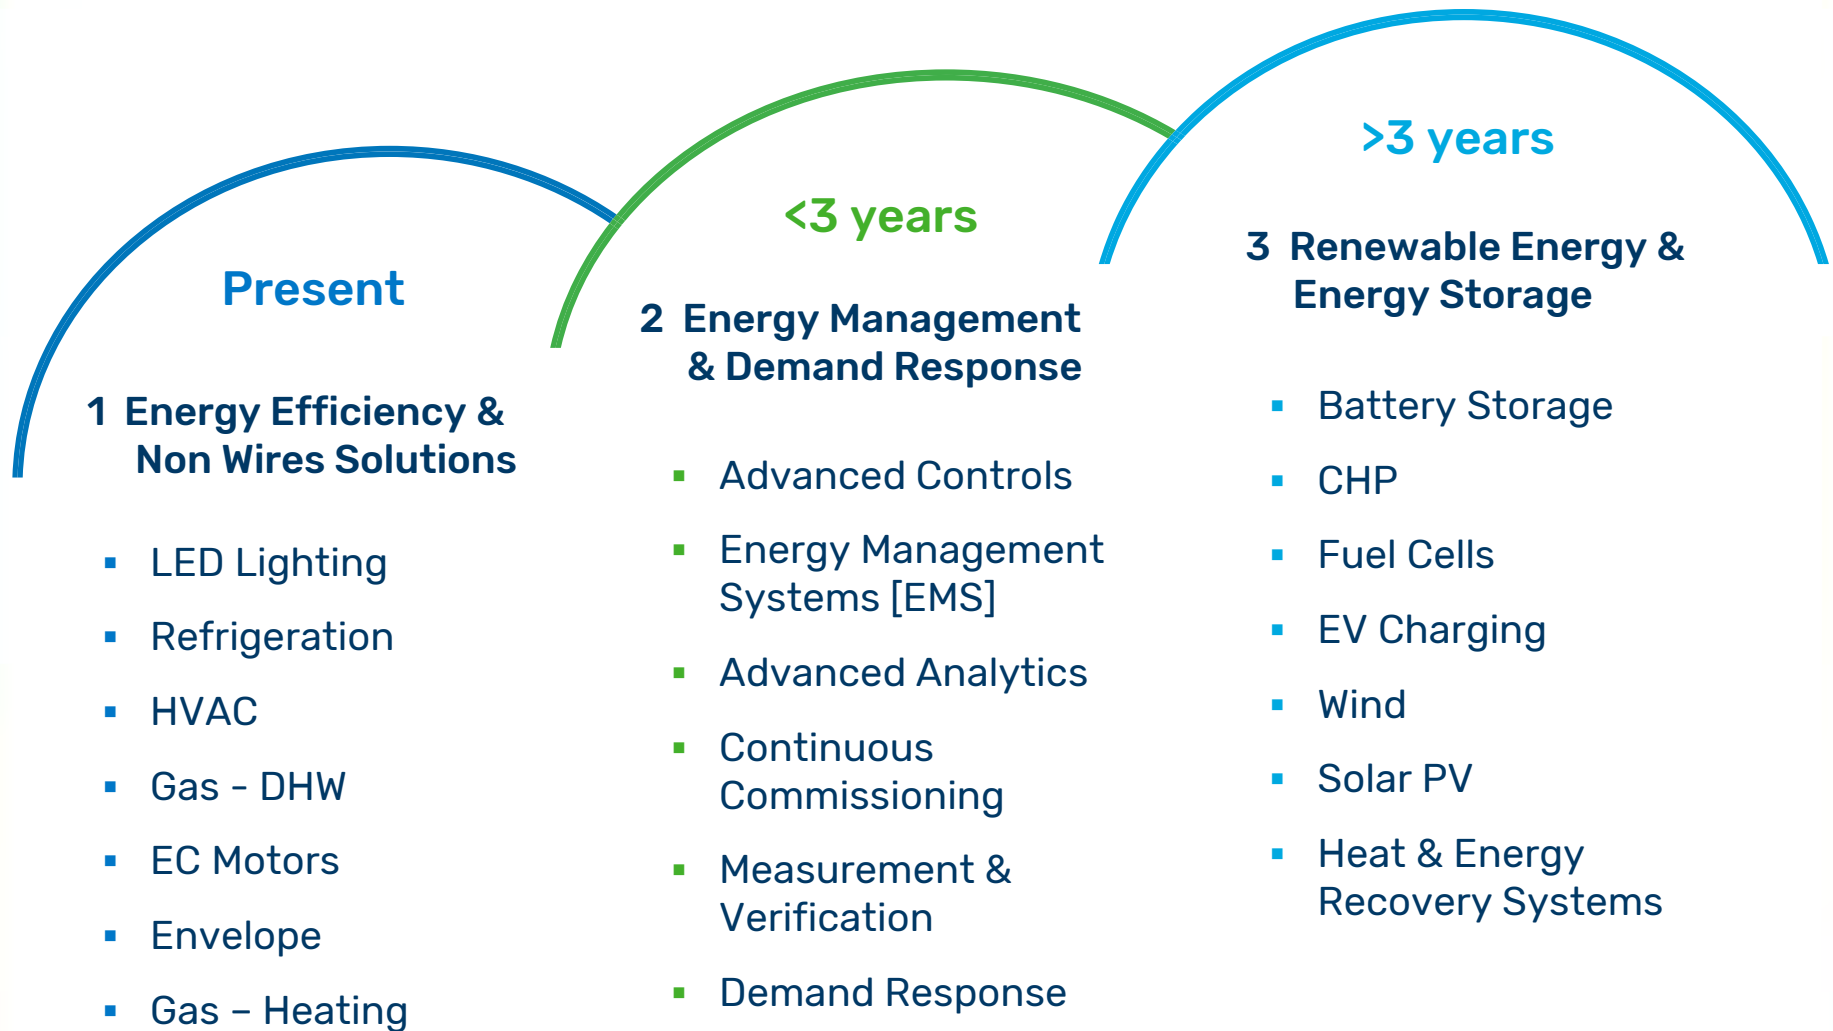 Present
1 Energy Efficiency &
Non Wires Solutions
▪ LED Lighting
▪ Refrigeration
▪ HVAC
▪ Gas - DHW
▪ EC Motors
▪ Envelope
▪ Gas – Heating
<3 years
2 Energy Management
& Demand Response
▪ Advanced Controls
▪ Energy Management
Systems [EMS]
▪ Advanced Analytics
▪ Continuous
Commissioning
▪ Measurement &
Verification
▪ Demand Response
>3 years
3 Renewable Energy &
Energy Storage
▪ Battery Storage
▪ CHP
▪ Fuel Cells
▪ EV Charging
▪ Wind
▪ Solar PV
▪ Heat & Energy
Recovery Systems